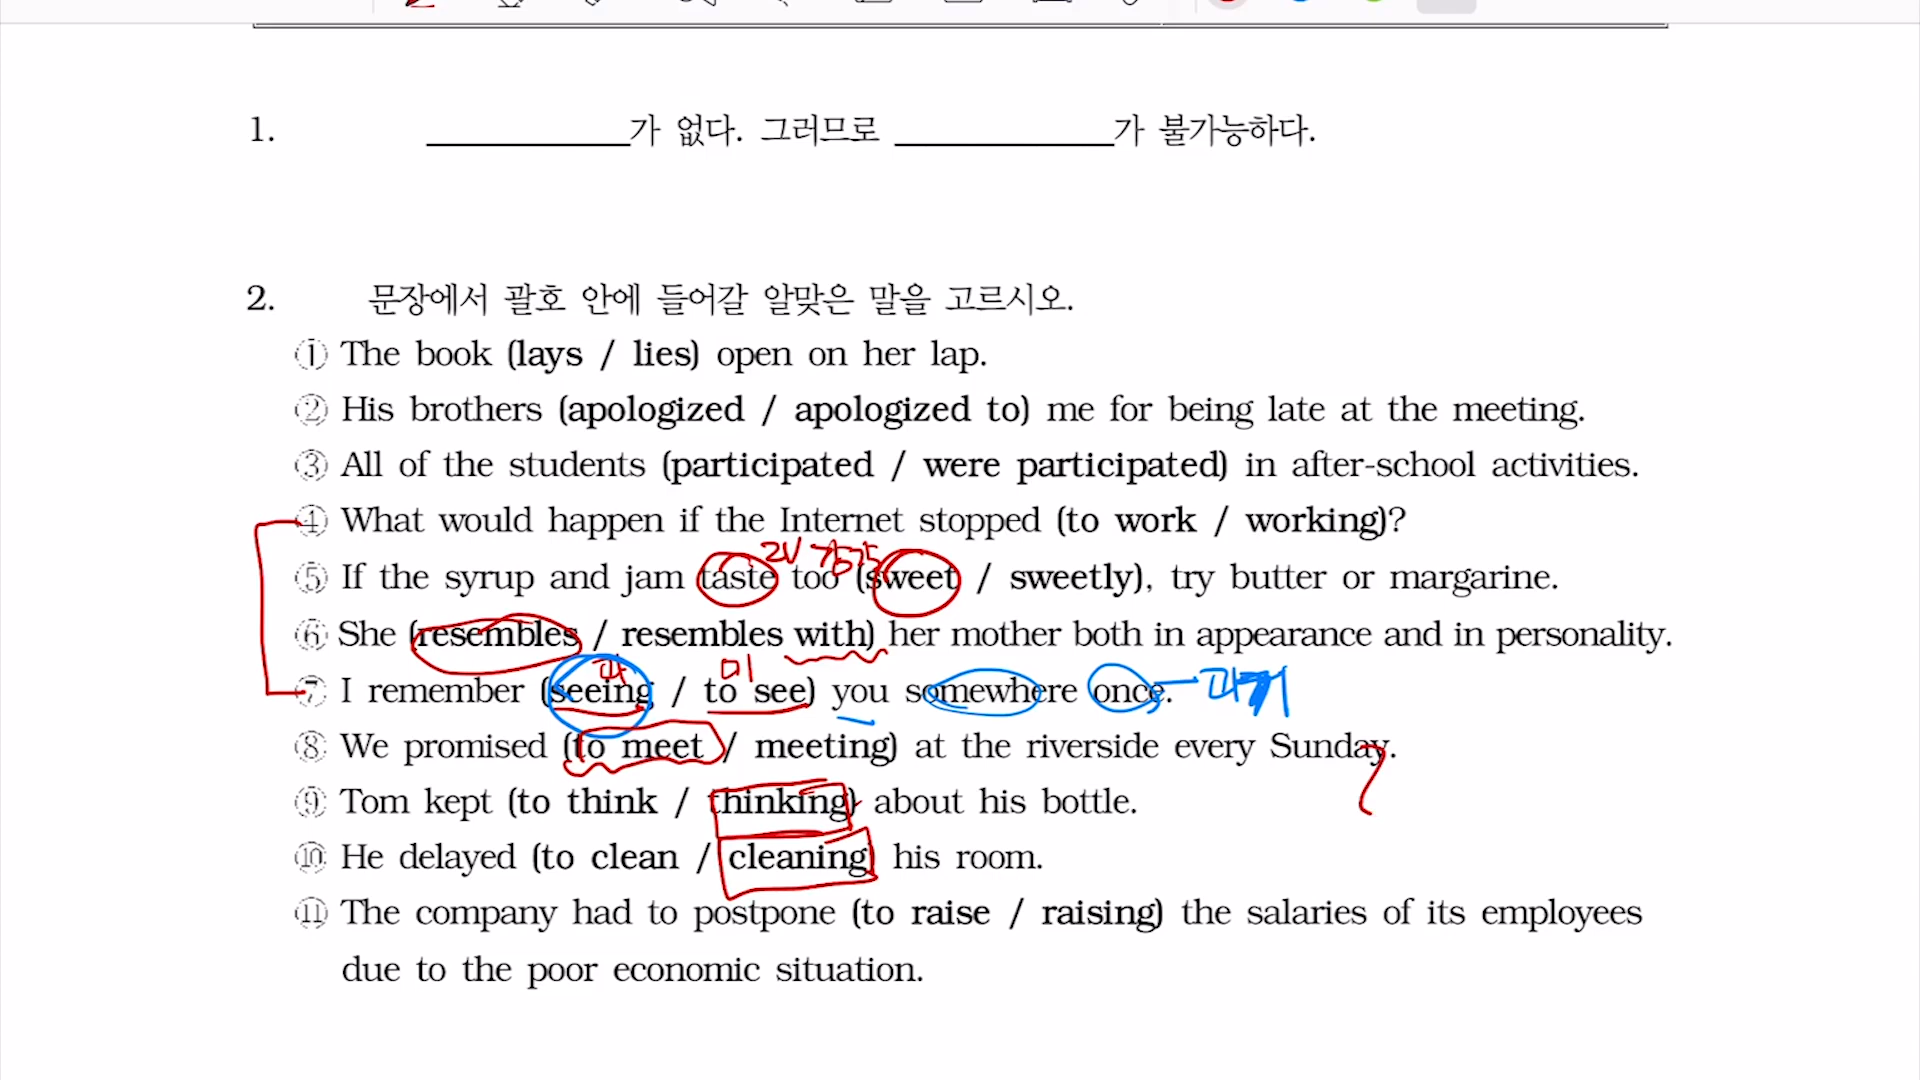 1. __________가 없다. 그러므로 __________가 불가능하다.
2. 문장에서 괄호 안에 들어갈 알맞은 말을 고르시오.
① The book (lays / lies) open on her lap.
② His brothers (apologized / apologized to) me for being late at the meeting.
③ All of the students (participated / were participated) in after-school activities.
④ What would happen if the Internet stopped (to work / working)?
2V 감각
⑤ If the syrup and jam taste too (sweet / sweetly), try butter or margarine.
⑥ She (resembles / resembles with) her mother both in appearance and in personality.
과 미
⑦ I remember (seeing / to see) you somewhere once. - 과거
⑧ We promised (to meet / meeting) at the riverside every Sunday.
⑨ Tom kept (to think / thinking) about his bottle.
⑩ He delayed (to clean / cleaning) his room.
⑪ The company had to postpone (to raise / raising) the salaries of its employees
due to the poor economic situation.